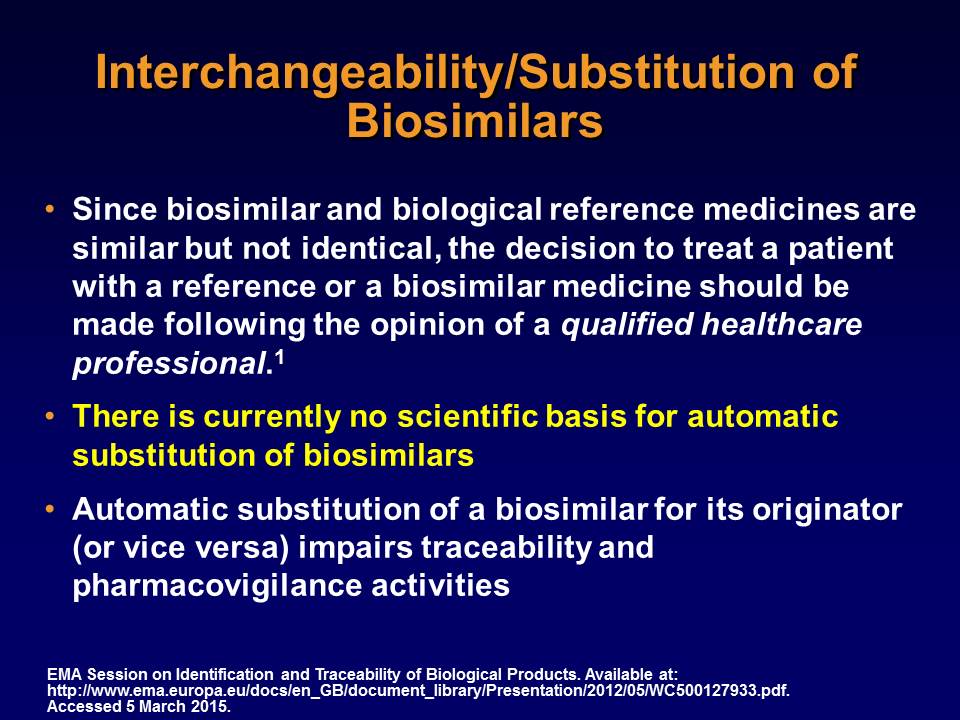 Interchangeability/Substitution of
Biosimilars
• Since biosimilar and biological reference medicines are
similar but not identical, the decision to treat a patient
with a reference or a biosimilar medicine should be
made following the opinion of a qualified healthcare
professional.1
• There is currently no scientific basis for automatic
substitution of biosimilars
• Automatic substitution of a biosimilar for its originator
(or vice versa) impairs traceability and
pharmacovigilance activities
EMA Session on Identification and Traceability of Biological Products. Available at:
http://www.ema.europa.eu/docs/en_GB/document_library/Presentation/2012/05/WC500127933.pdf.
Accessed 5 March 2015.